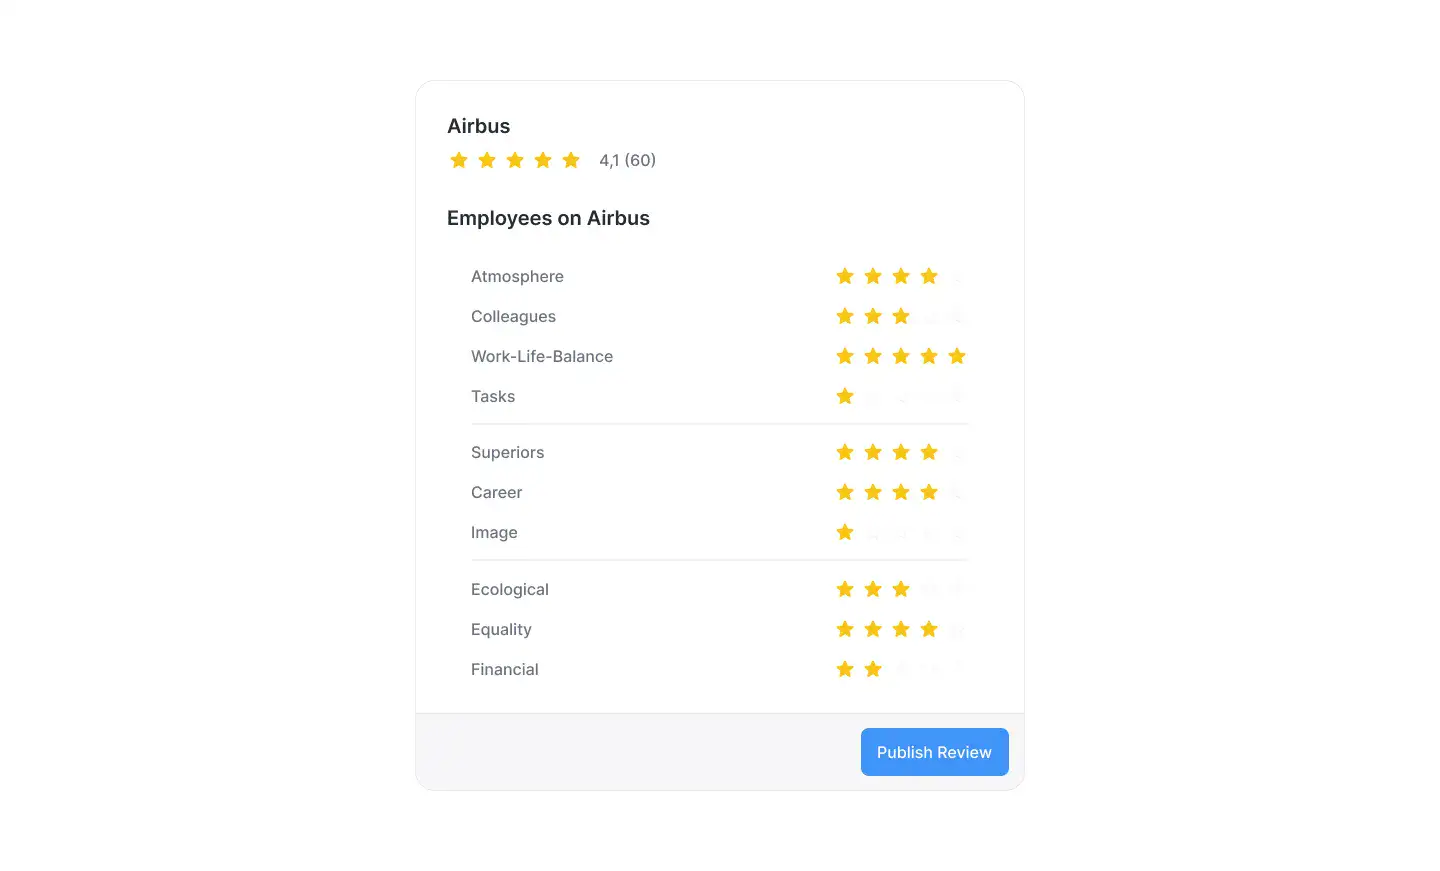 Airbus
4,1 (60)
Employees on Airbus
Atmosphere
Colleagues
Work-Life-Balance
Tasks
Superiors
Career
Image
Ecological
Equality
Financial
Publish Review